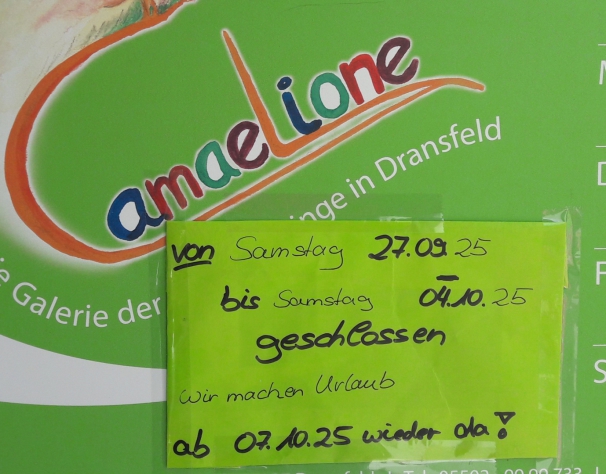 CamaeLione
ie Galerie der
inge in Dransfeld
von Samstag 27.09.25
–
bis Samstag 04.10.25
geschlossen
wir machen Urlaub
ab 07.10.25 wieder da!
M
D
F
S